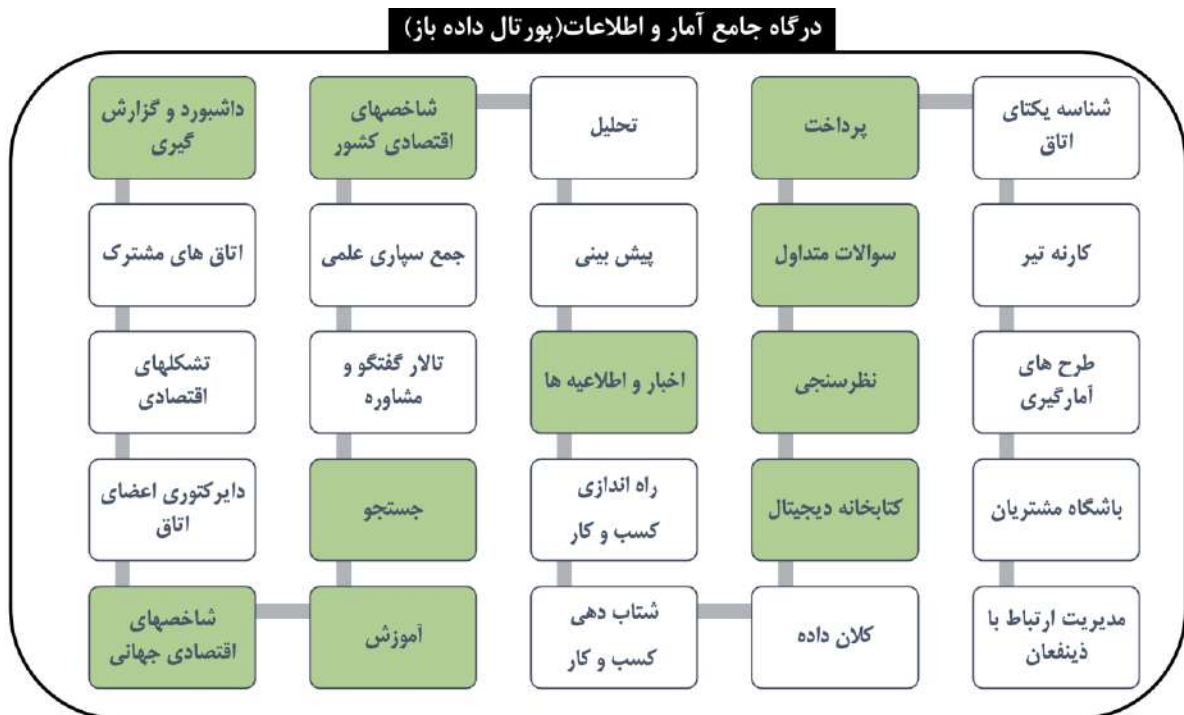 درگاه جامع آمار و اطلاعات(پورتال داده باز)
شناسه یکتای
اتاق
پرداخت
تحلیل
شاخصهای
اقتصادی کشور
داشبورد و گزارش
گیری
کارنه تیر
سوالات متداول
پیش بینی
جمع سپاری علمی
اتاق های مشترک
طرح های
آمارگیری
نظرسنجی
اخبار و اطلاعیه ها
تالار گفتگو و
مشاوره
تشکلهای
اقتصادی
باشگاه مشتریان
کتابخانه دیجیتال
راه اندازی
کسب و کار
جستجو
دایرکتوری اعضای
اتاق
مدیریت ارتباط با
ذینفعان
کلان داده
شتاب دهی
کسب و کار
آموزش
شاخصهای
اقتصادی جهانی